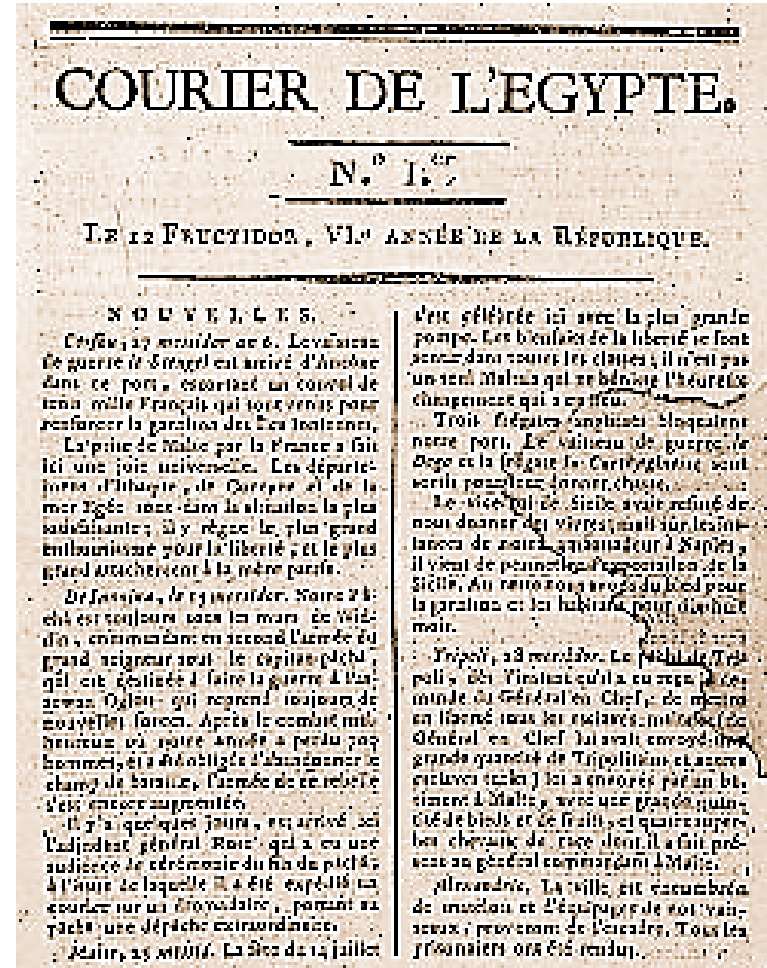 COURIER DE L'EGYPTE.
N.º I.er
LE 12 FRUCTIDOR, VI.e ANNÉE DE LA RÉPUBLIQUE.
NOUVELLES.
Corfou, 17 messidor an 6. Le vaisseau
de guerre le est arrivé d'Ancône
dans ce port, escortant un convoi de
trois mille Français qui sont venus pour
renforcer la garnison des îles Ioniennes.
La prise de Malte par la France a fait
ici une joie universelle. Les départe-
mens d'Ithaque, de Corcyre et de la
mer Egée sont dans la situation la plus
satisfaisante; il y règne le plus grand
enthousiasme pour la liberté, et le plus
grand attachement à la mère patrie.
De Janina, le 15 messidor. Notre Pa-
cha est toujours sous les murs de Wid-
din, commandant en second l'armée du
grand seigneur sous le capitan pacha,
qui est destinée à faire la guerre à
Oglou qui reprend toujours de
nouvelles forces. Après le combat mal-
heureux où notre armée a perdu
hommes, et a été obligée d'abandonner le
champ de bataille, l'armée de ce rebelle
s'est encore augmentée.
Il y a quelques jours, est arrivé ici
l'adjudant général qui a eu une
audience de cérémonie du fils du pacha
à l'issue de laquelle il a été expédié un
courier sur un dromadaire, portant au
pacha une dépêche extraordinaire.
Malte, La fête du 14 juillet
s'est célébrée ici avec la plus grande
pompe. Les bienfaits de la liberté se font
sentir dans toutes les classes; il n'est pas
un seul Maltais qui ne bénisse l'heureux
changement qui a eu lieu.
Trois frégates anglaises bloquaient
notre port. Le vaisseau de guerre le
Dego et la frégate la Carthaginoise sont
sortis pour leur donner chasse.
Le vice-roi de Sicile avait refusé de
nous donner des vivres; mais sur les ins-
tances de notre ambassadeur à Naples,
il vient de permettre l'exportation de la
Sicile. Au reste nous avons du bled pour
la garnison et les habitans pour dix-huit
mois.
Tripoli, 28 messidor. Le pacha de Tri-
poli, dès l'instant qu'il a eu reçu la de-
mande du Général en Chef, de mettre
en liberté tous les esclaves maltais, (le
Général en Chef lui avait envoyé une
grande quantité de Tripolitains et autres
esclaves turks) les a envoyés par un bâ-
timent à Malte, avec une grande quan-
tité de bleds et de fruits, et quatre super-
bes chevaux de race dont il a fait pré-
sent au général commandant à Malte.
Alexandrie. La ville est encombrée
de matelots et d'équipages de nos vais-
seaux, provenant de l'escadre. Tous les
prisonniers ont été rendus.